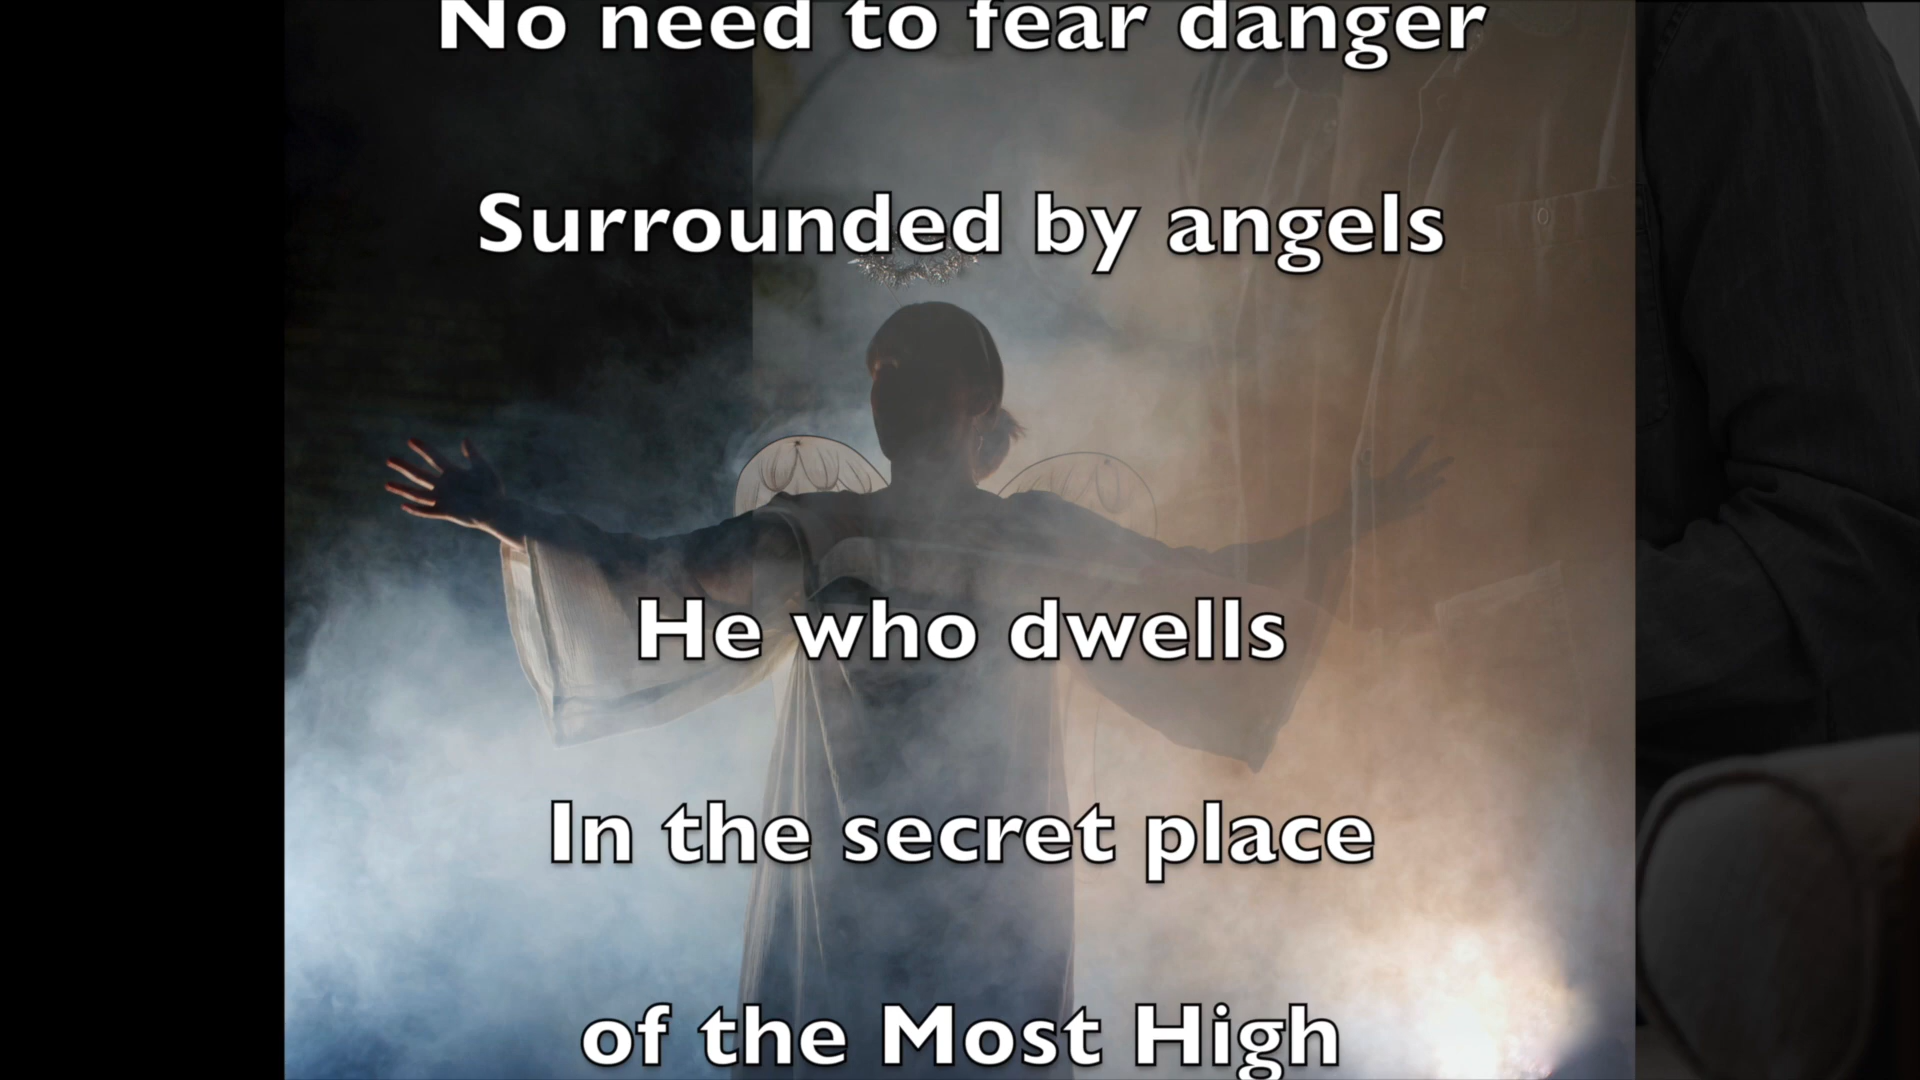 No need to fear danger
Surrounded by angels
He who dwells
In the secret place
of the Most High